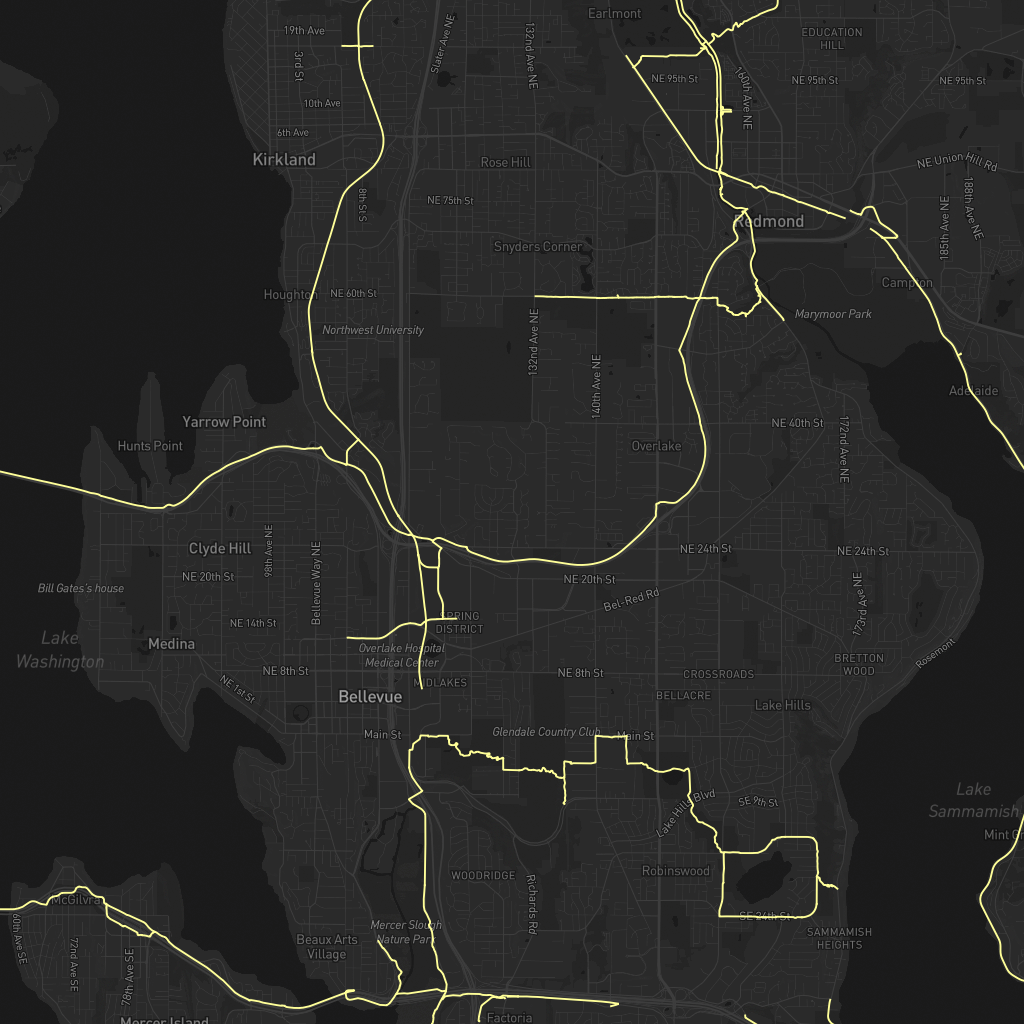 Earlmont
19th Ave
Slater Ave NE
132nd Ave NE
EDUCATION
HILL
3rd St
NE 95th St
160th Ave NE
NE 95th St
NE 95th St
10th Ave
6th Ave
Kirkland
Rose Hill
NE Union Hill Rd
8th St S
NE 75th St
185th Ave NE
188th Ave NE
Redmond
Snyders Corner
Campton
Houghton
NE 60th St
Northwest University
132nd Ave NE
Marymoor Park
140th Ave NE
Adelaide
Yarrow Point
NE 40th St
172nd Ave NE
Hunts Point
Overlake
Clyde Hill
98th Ave NE
Bellevue Way NE
NE 24th St
NE 24th St
NE 20th St
NE 20th St
Bill Gates's house
Bel-Red Rd
173rd Ave NE
NE 14th St
SPRING
DISTRICT
Lake
Washington
Medina
Overlake Hospital
Medical Center
Rosemont
BRETTON
WOOD
NE 8th St
NE 8th St
CROSSROADS
NE 1st St
MIDLAKES
Bellevue
BELLACRE
Lake Hills
Main St
Glendale Country Club
Main St
Lake
Sammamish
Lake Hills Blvd
SE 9th St
Mint Gr
WOODRIDGE
Robinswood
Richards Rd
McGilvra
60th Ave SE
72nd Ave SE
78th Ave SE
Mercer Slough
Nature Park
Beaux Arts
Village
SE 24th St
SAMMAMISH
HEIGHTS
Factoria
Mercer Island